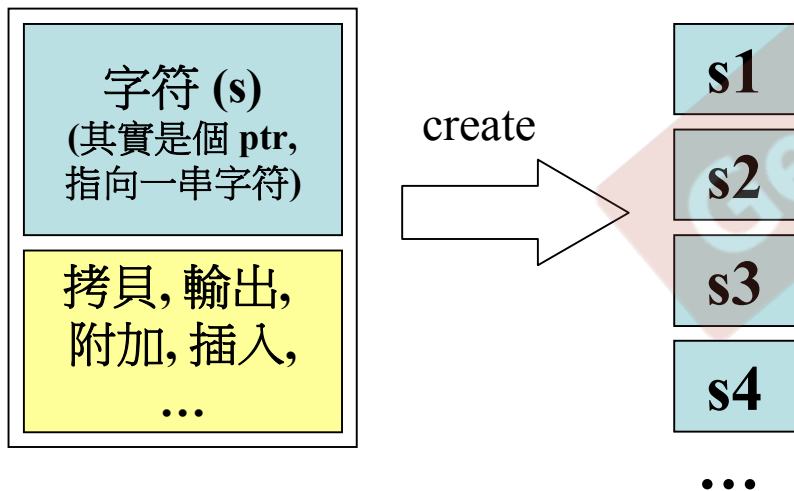 字符 (s)
(其實是個 ptr,
指向一串字符)
拷貝, 輸出,
附加, 插入,
…
create
s1
s2
s3
s4
…
Ge